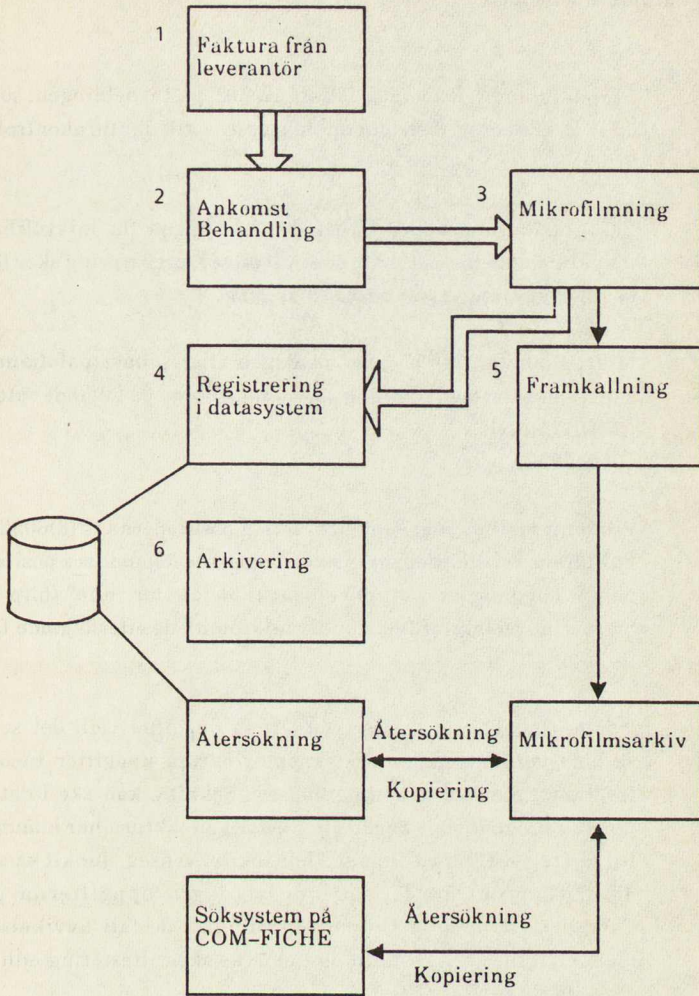 1
Faktura från
leverantör
2
Ankomst
Behandling
3
Mikrofilmning
4
Registrering
i datasystem
5
Framkallning
6
Arkivering
Återsökning
Återsökning
Kopiering
Mikrofilmsarkiv
Söksystem på
COM–FICHE
Återsökning
Kopiering